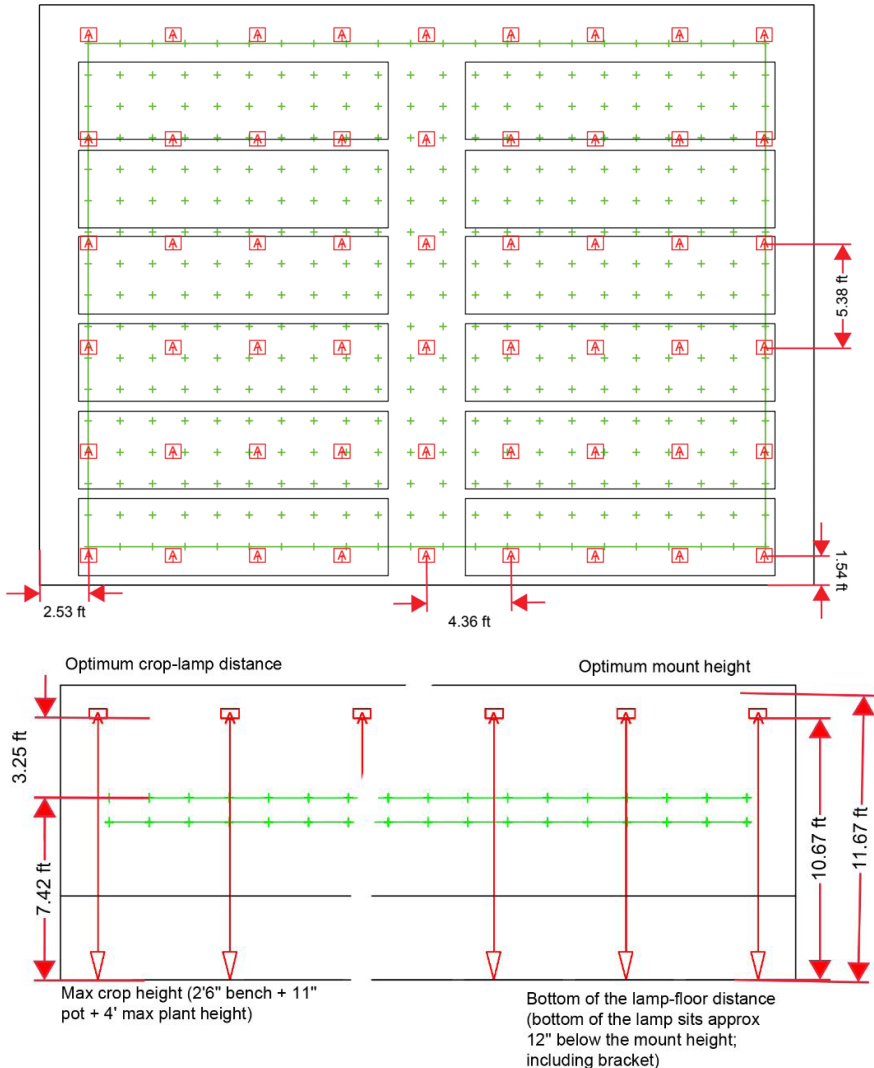 A A A A A A A A A
A A A A A A A A A
A A A A A A A A A
5.38 ft
A A A A A A A A A
A A A A A A A A A
A A A A A A A A A
1.54 ft
2.53 ft
4.36 ft
Optimum crop-lamp distance
Optimum mount height
3.25 ft
7.42 ft
10.67 ft
11.67 ft
Max crop height (2'6" bench + 11"
pot + 4' max plant height)
Bottom of the lamp-floor distance
(bottom of the lamp sits approx
12" below the mount height;
including bracket)